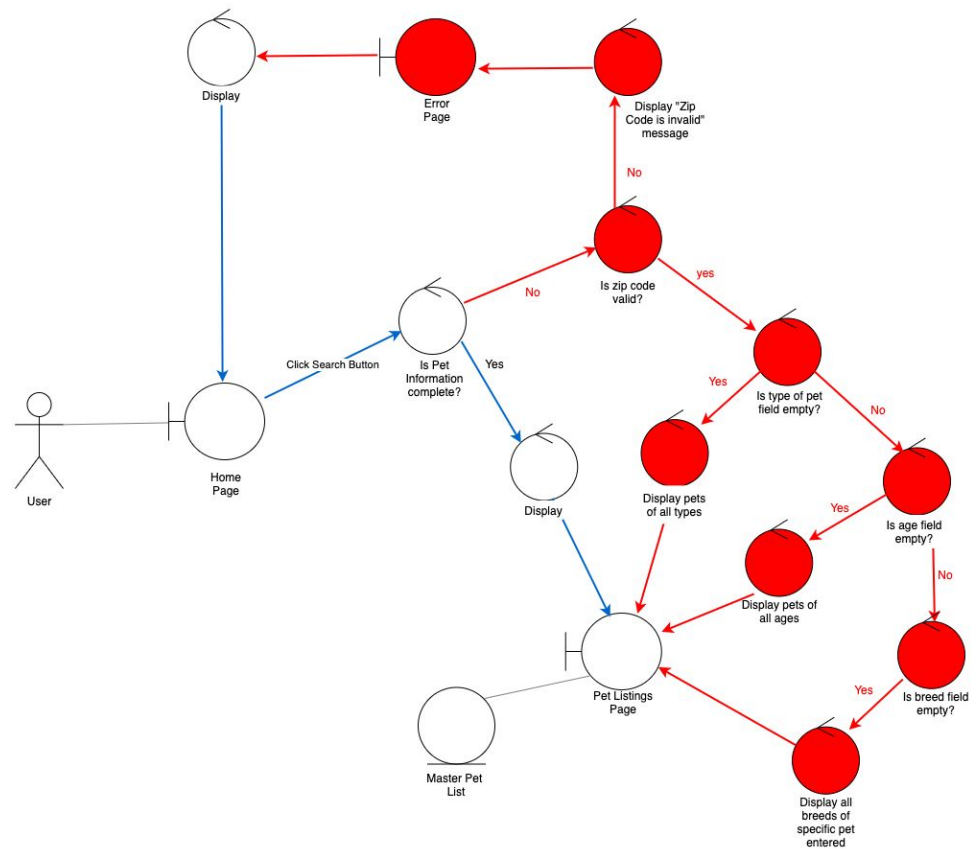 Display
Error
Page
Display "Zip
Code is invalid"
message
No
Is zip code
valid?
yes
No
Is Pet
Information
complete?
Click Search Button
Yes
Is type of pet
field empty?
Yes
No
User
Home
Page
Display
Display pets
of all types
Is age field
empty?
Yes
No
Display pets of
all ages
Pet Listings
Page
Is breed field
empty?
Yes
Master Pet
List
Display all
breeds of
specific pet
entered